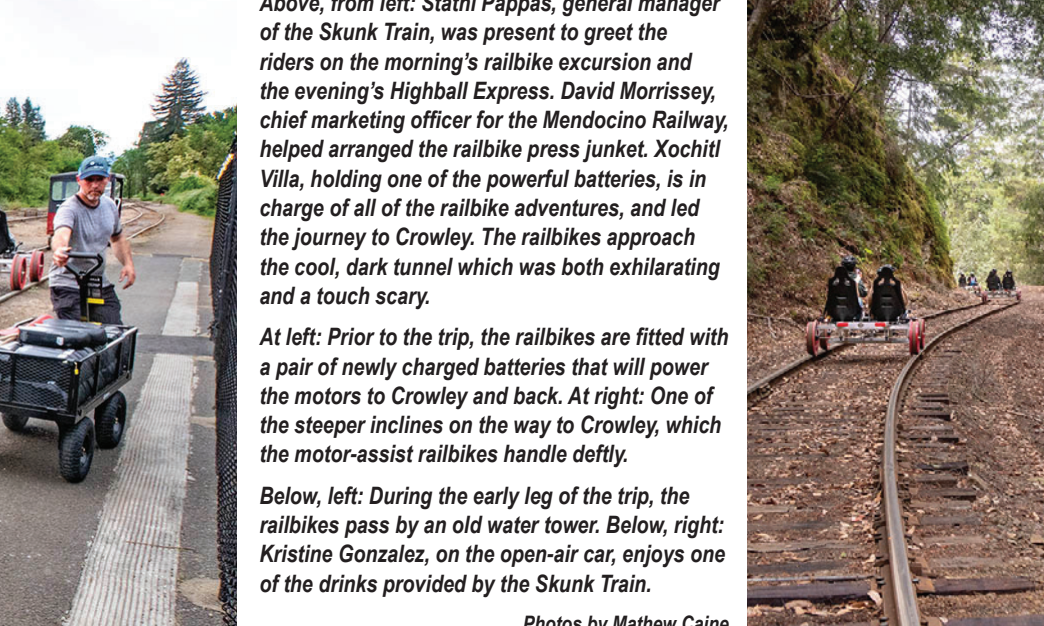 Above, from left: Stathi Pappas, general manager
of the Skunk Train, was present to greet the
riders on the morning's railbike excursion and
the evening's Highball Express. David Morrissey,
chief marketing officer for the Mendocino Railway,
helped arranged the railbike press junket. Xochitl
Villa, holding one of the powerful batteries, is in
charge of all of the railbike adventures, and led
the journey to Crowley. The railbikes approach
the cool, dark tunnel which was both exhilarating
and a touch scary.
At left: Prior to the trip, the railbikes are fitted with
a pair of newly charged batteries that will power
the motors to Crowley and back. At right: One of
the steeper inclines on the way to Crowley, which
the motor-assist railbikes handle deftly.
Below, left: During the early leg of the trip, the
railbikes pass by an old water tower. Below, right:
Kristine Gonzalez, on the open-air car, enjoys one
of the drinks provided by the Skunk Train.
Photos by Mathew Caine